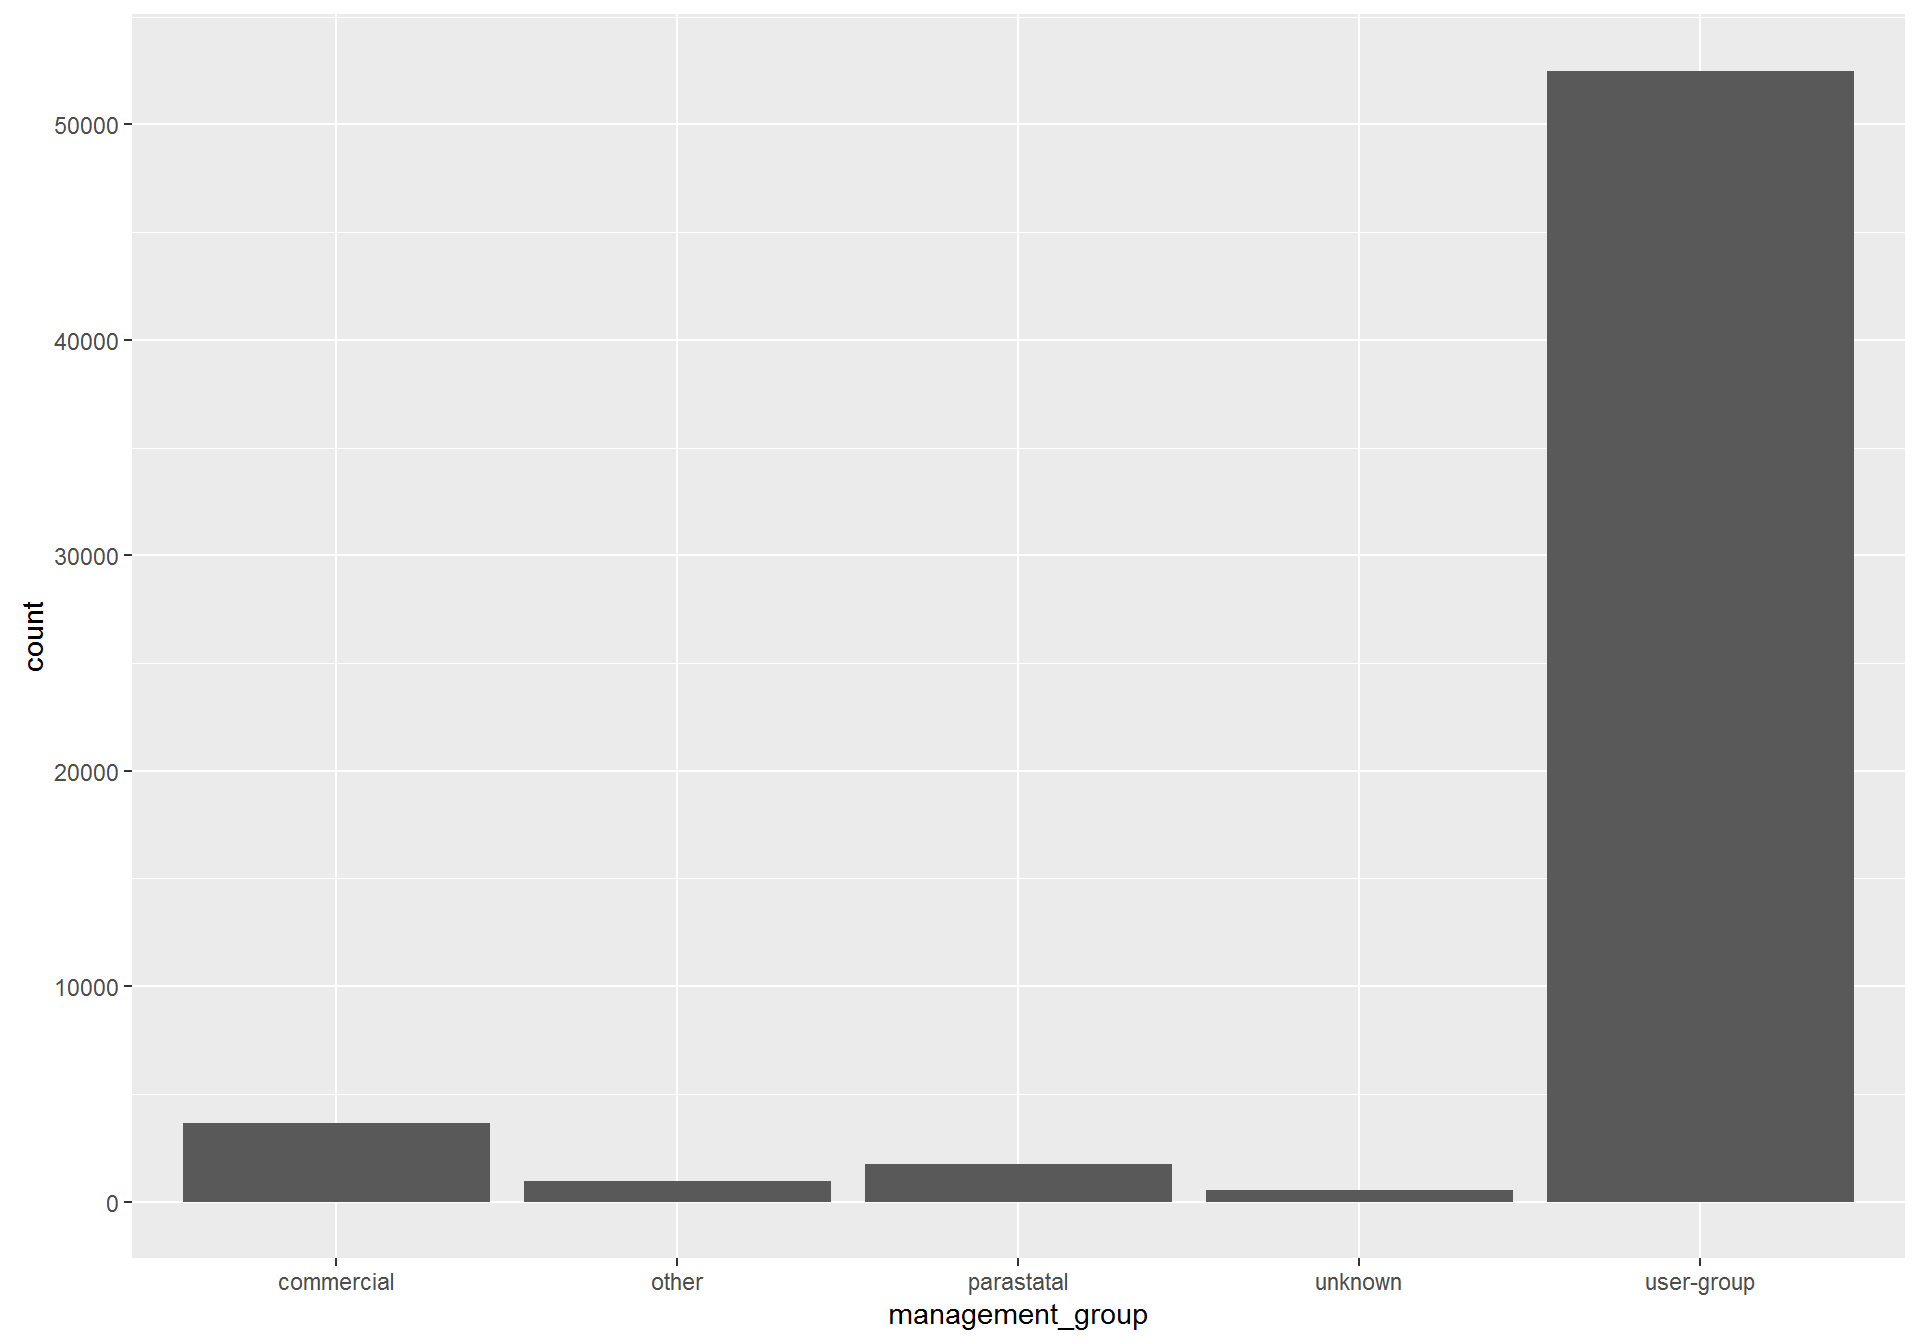 50000
40000
30000
20000
10000
0
count
commercial other parastatal unknown user-group
management_group